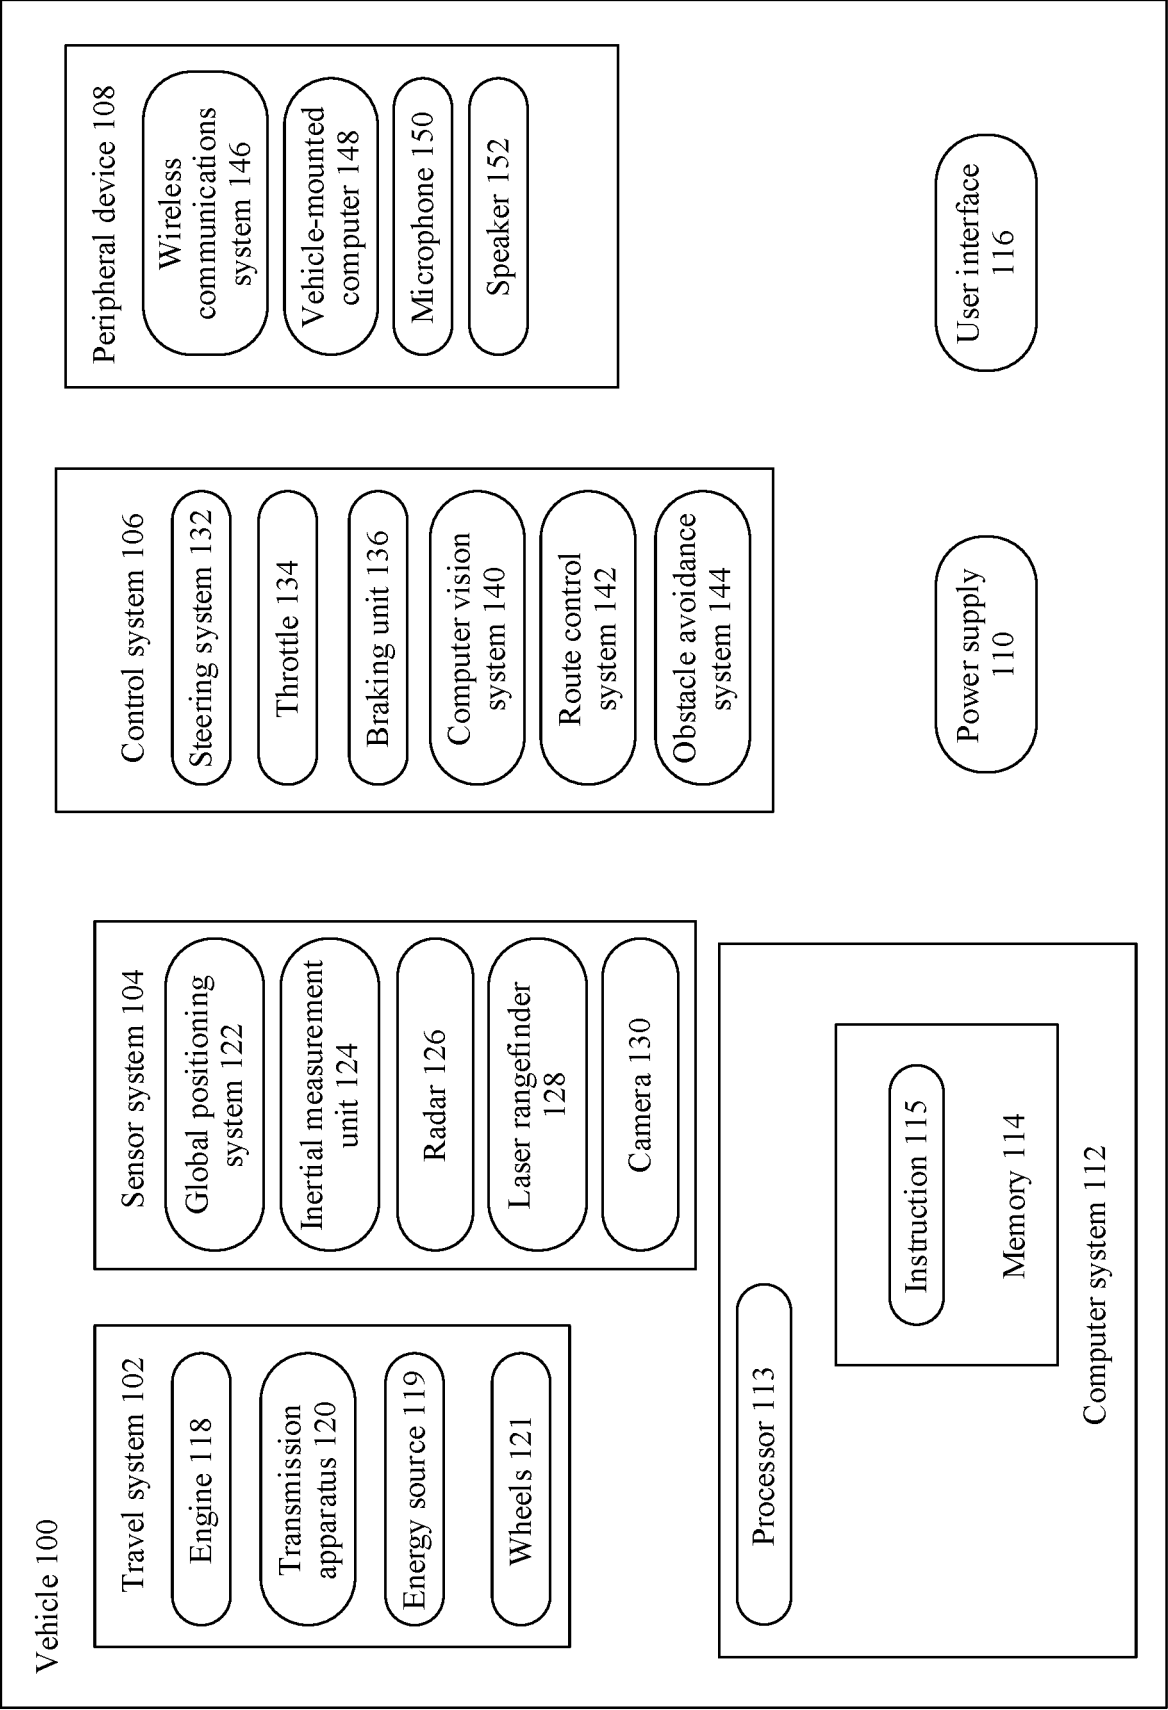 Vehicle 100
Travel system 102
Engine 118
Transmission
apparatus 120
Energy source 119
Wheels 121
Sensor system 104
Global positioning
system 122
Inertial measurement
unit 124
Radar 126
Laser rangefinder
128
Camera 130
Control system 106
Steering system 132
Throttle 134
Braking unit 136
Computer vision
system 140
Route control
system 142
Obstacle avoidance
system 144
Peripheral device 108
Wireless
communications
system 146
Vehicle-mounted
computer 148
Microphone 150
Speaker 152
Processor 113
Instruction 115
Memory 114
Computer system 112
Power supply
110
User interface
116